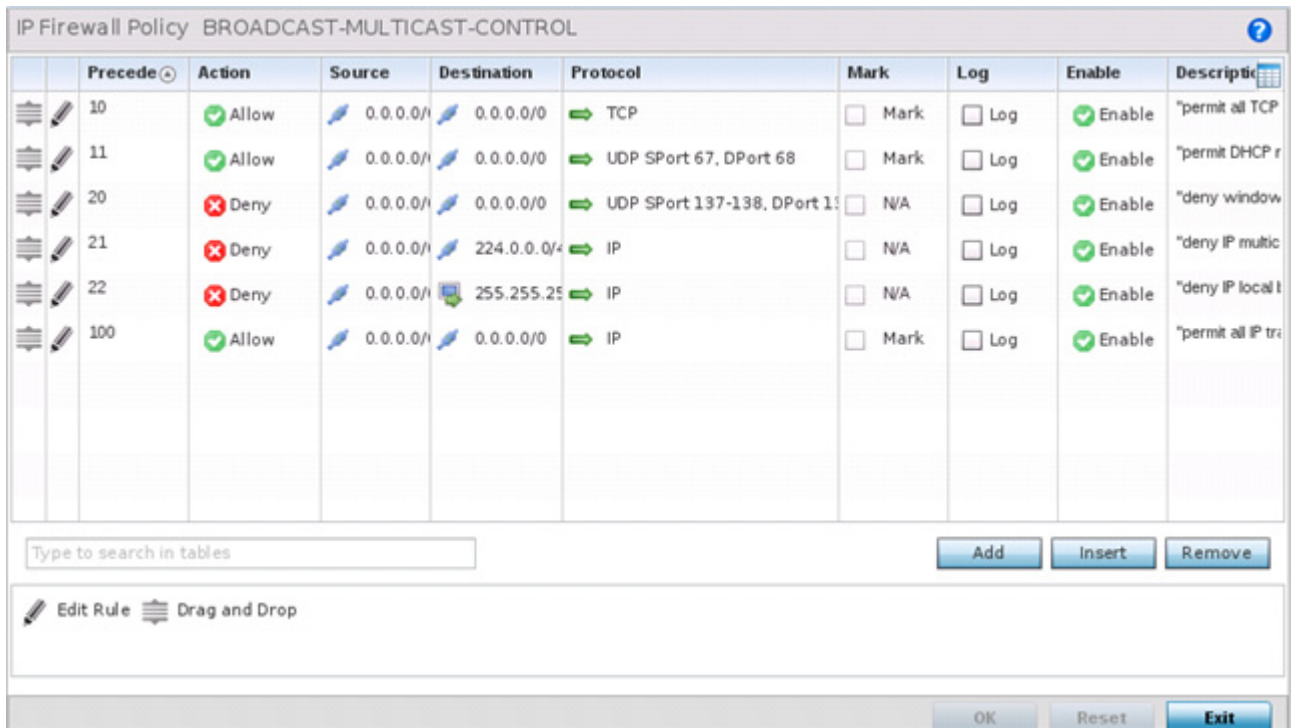 IP Firewall Policy BROADCAST-MULTICAST-CONTROL
Precede Action Source Destination Protocol Mark Log Enable Descriptic
10 Allow 0.0.0.0/ 0.0.0.0/0 TCP Mark Log Enable "permit all TCP
11 Allow 0.0.0.0/ 0.0.0.0/0 UDP SPort 67, DPort 68 Mark Log Enable "permit DHCP r
20 Deny 0.0.0.0/ 0.0.0.0/0 UDP SPort 137-138, DPort 13 N/A Log Enable "deny window
21 Deny 0.0.0.0/ 224.0.0.0/4 IP N/A Log Enable "deny IP multic
22 Deny 0.0.0.0/ 255.255.25 IP N/A Log Enable "deny IP local b
100 Allow 0.0.0.0/ 0.0.0.0/0 IP Mark Log Enable "permit all IP tra
Type to search in tables Add Insert Remove
Edit Rule Drag and Drop
OK Reset Exit